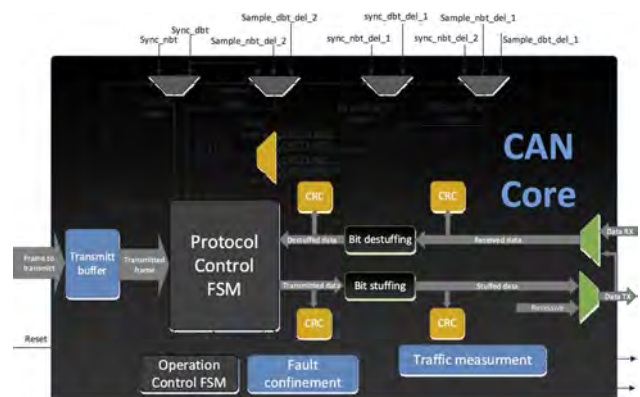 Sync_nbt
Sync_dbt
Sample_nbt_del_2
Sample_dbt_del_2
sync_nbt_del_1
sync_dbt_del_1
sync_nbt_del_2
Sample_nbt_del_1
Sample_dbt_del_1
CAN
Core
CRC
CRC
Data RX
Destuffed data
Bit destuffing
Received data
Protocol
Control
FSM
Frame to
transmitt
Transmitt
buffer
Transmitted
frame
Transmitted data
Bit stuffing
Stuffed data
Data TX
Recessive
CRC
CRC
Reset
Operation
Control FSM
Fault
confinement
Traffic measurment